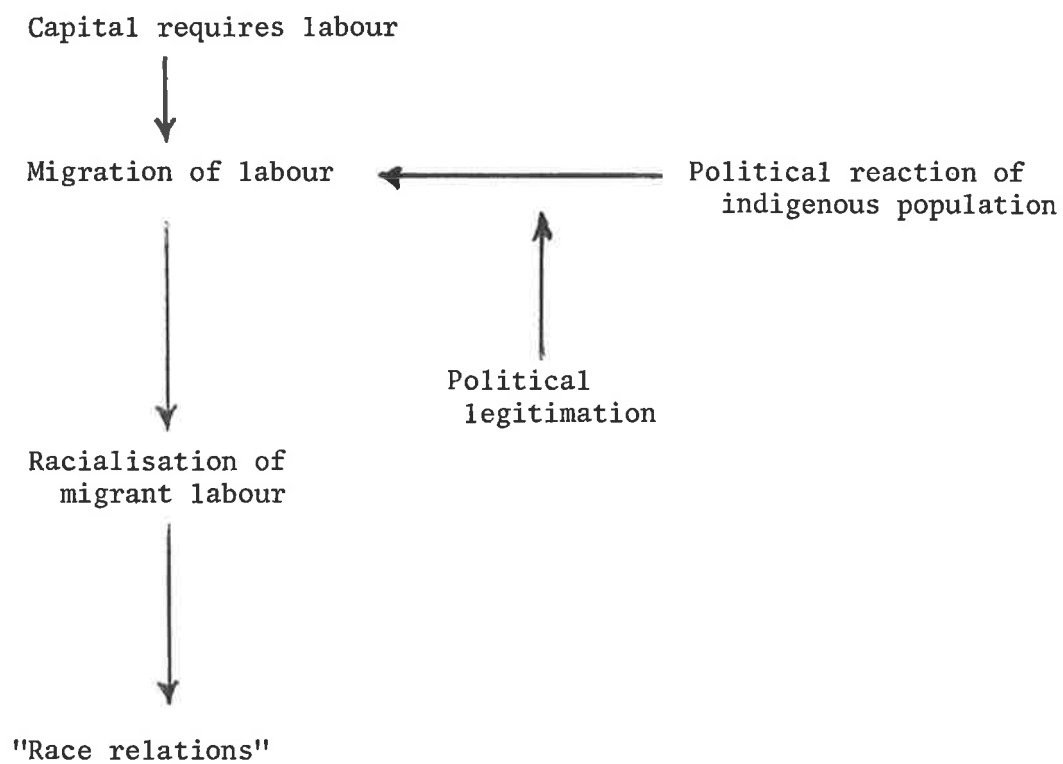 Capital requires labour
Migration of labour
Political reaction of
indigenous population
Political
legitimation
Racialisation of
migrant labour
"Race relations"